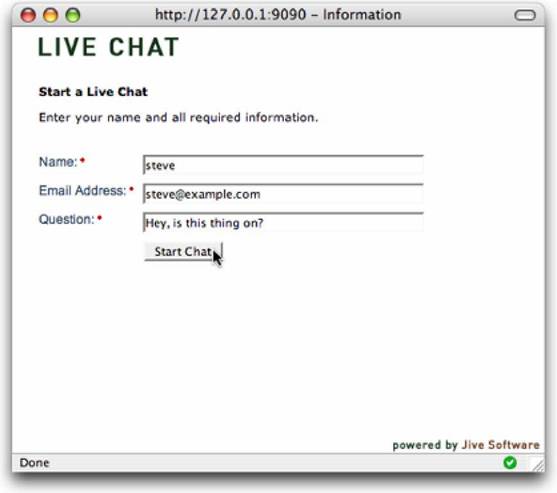 http://127.0.0.1:9090 – Information
LIVE CHAT
Start a Live Chat
Enter your name and all required information.
Name: • steve
Email Address: • steve@example.com
Question: • Hey, is this thing on?
Start Chat
powered by Jive Software
Done